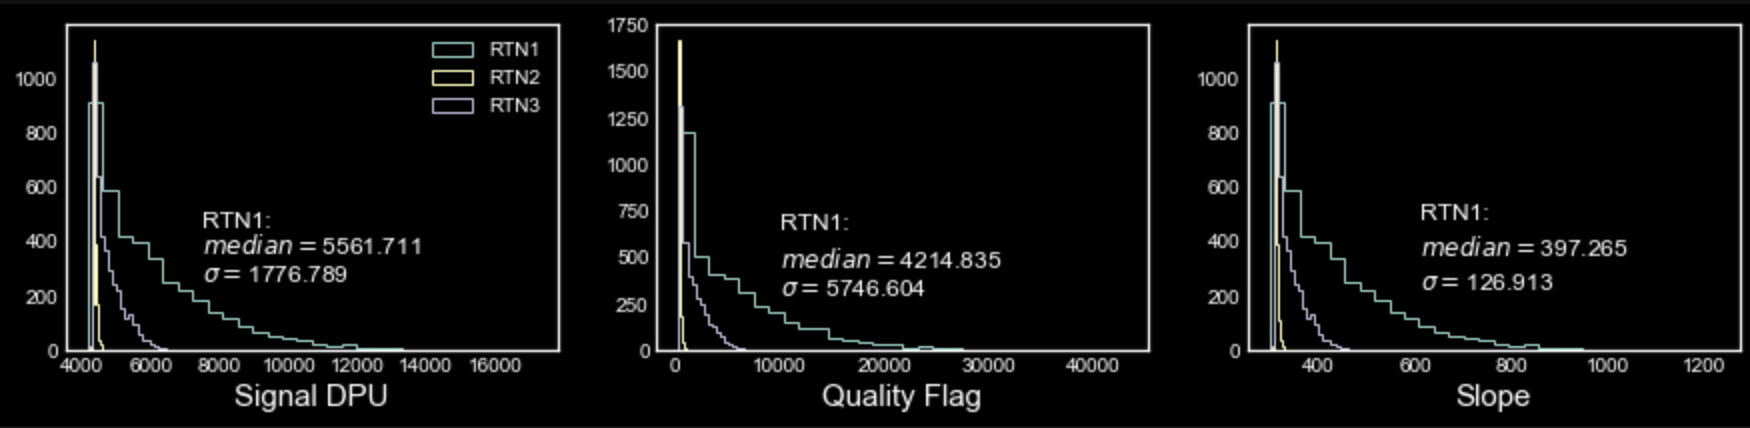 1000
800
600
400
200
0
4000 6000 8000 10000 12000 14000 16000
Signal DPU
RTN1
RTN2
RTN3
RTN1:
median = 5561.711
σ = 1776.789
1750
1500
1250
1000
750
500
250
0
0 10000 20000 30000 40000
Quality Flag
RTN1:
median = 4214.835
σ = 5746.604
1000
800
600
400
200
0
400 600 800 1000 1200
Slope
RTN1:
median = 397.265
σ = 126.913